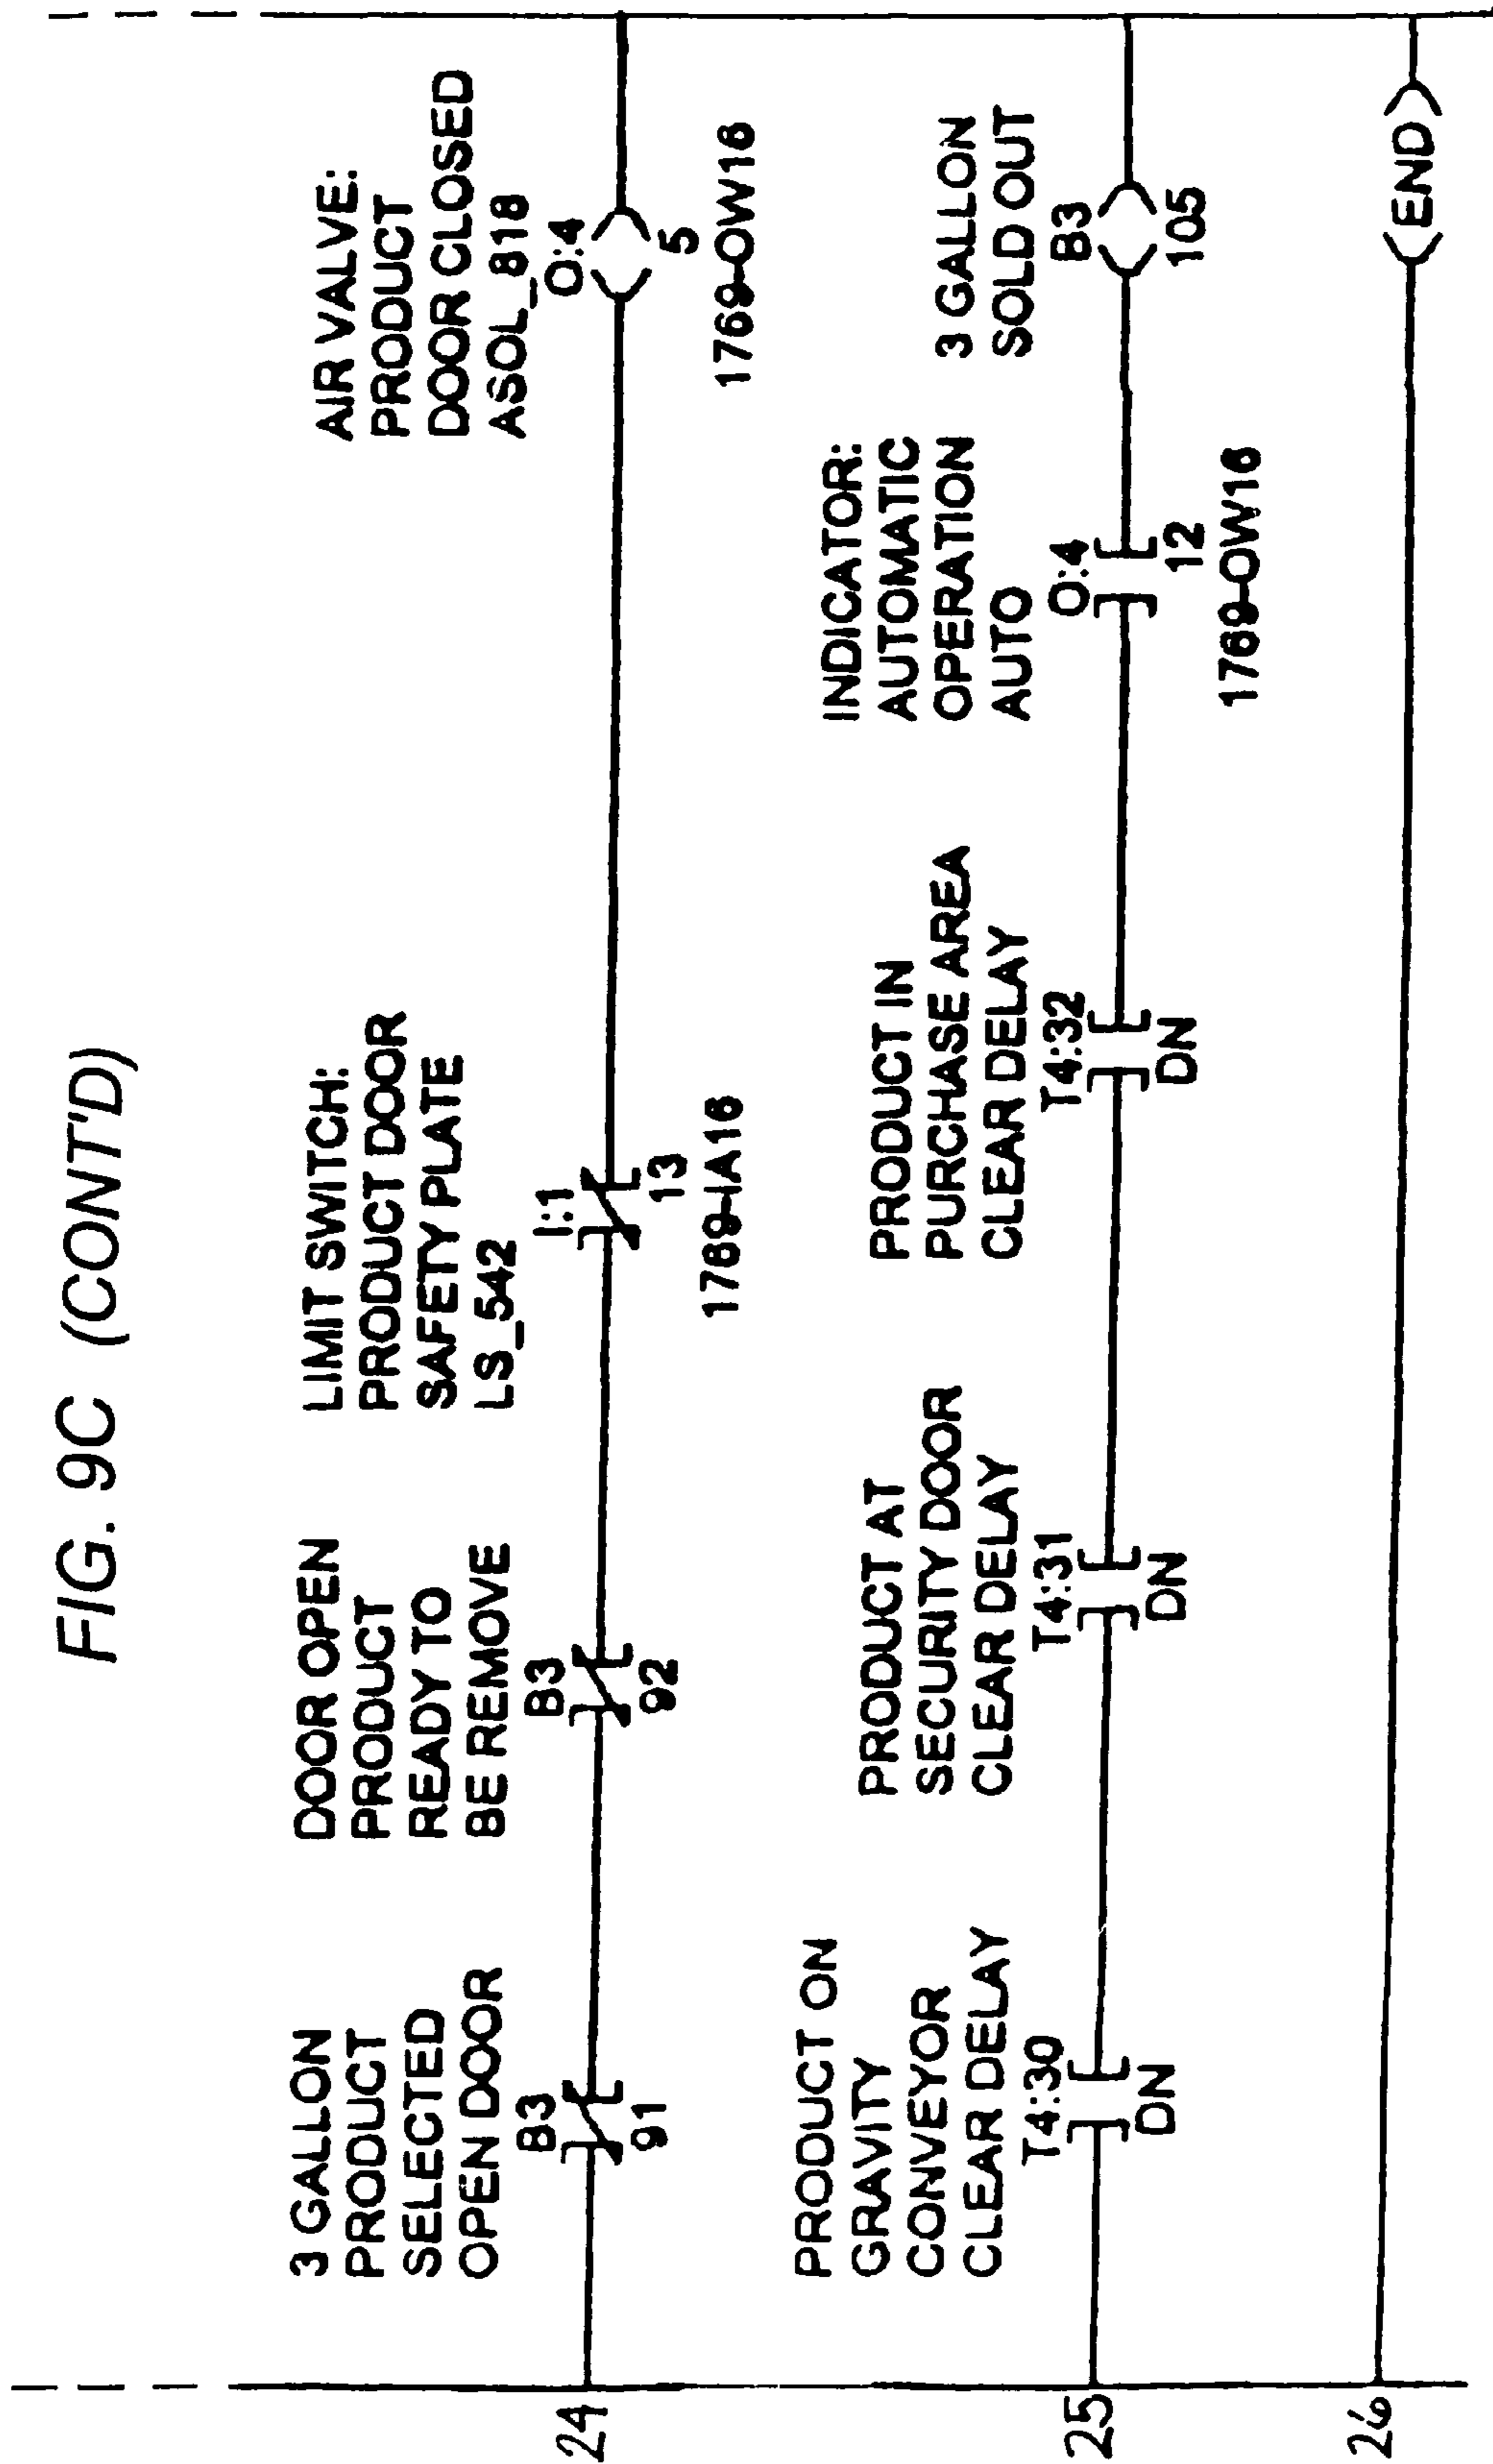 FIG. 9C (CONT'D)
24
3 GALLON
PRODUCT
SELECTED
OPEN DOOR
B3
91
DOOR OPEN
PRODUCT
READY TO
BE REMOVE
B3
92
LIMIT SWITCH:
PRODUCT DOOR
SAFETY PLATE
LS_542
I:1
13
1769-IA16
AIR VALVE:
PRODUCT
DOOR CLOSED
ASOL_818
O:4
5
1769-OW16
25
PRODUCT ON
GRAVITY
CONVEYOR
CLEAR DELAY
T4:30
DN
PRODUCT AT
SECURITY DOOR
CLEAR DELAY
T4:31
DN
PRODUCT IN
PURCHASE AREA
CLEAR DELAY
T4:32
DN
INDICATOR:
AUTOMATIC
OPERATION
AUTO
O:4
12
1769-OW16
3 GALLON
SOLD OUT
B3
105
26
END